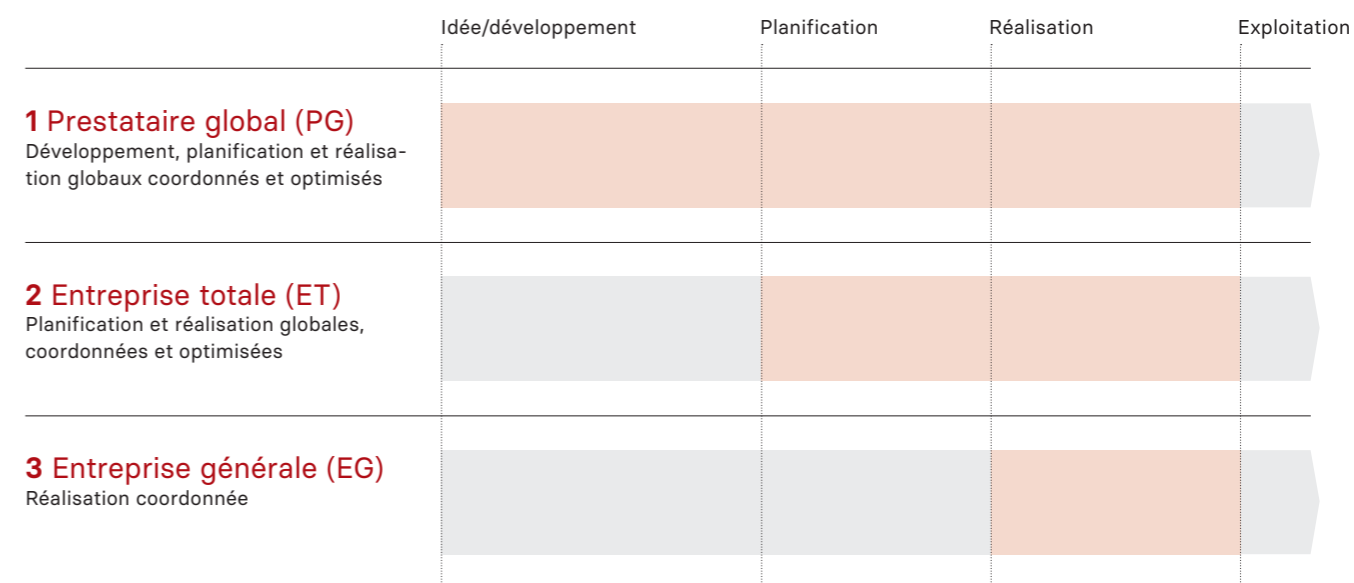 Idée/développement Planification Réalisation Exploitation
1 Prestataire global (PG)
Développement, planification et réalisa-
tion globaux coordonnés et optimisés
2 Entreprise totale (ET)
Planification et réalisation globales,
coordonnées et optimisées
3 Entreprise générale (EG)
Réalisation coordonnée